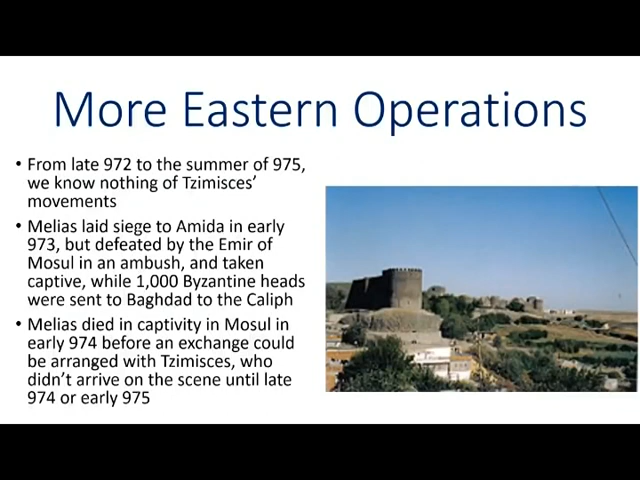 More Eastern Operations
• From late 972 to the summer of 975,
we know nothing of Tzimisces’
movements
• Melias laid siege to Amida in early
973, but defeated by the Emir of
Mosul in an ambush, and taken
captive, while 1,000 Byzantine heads
were sent to Baghdad to the Caliph
• Melias died in captivity in Mosul in
early 974 before an exchange could
be arranged with Tzimisces, who
didn’t arrive on the scene until late
974 or early 975